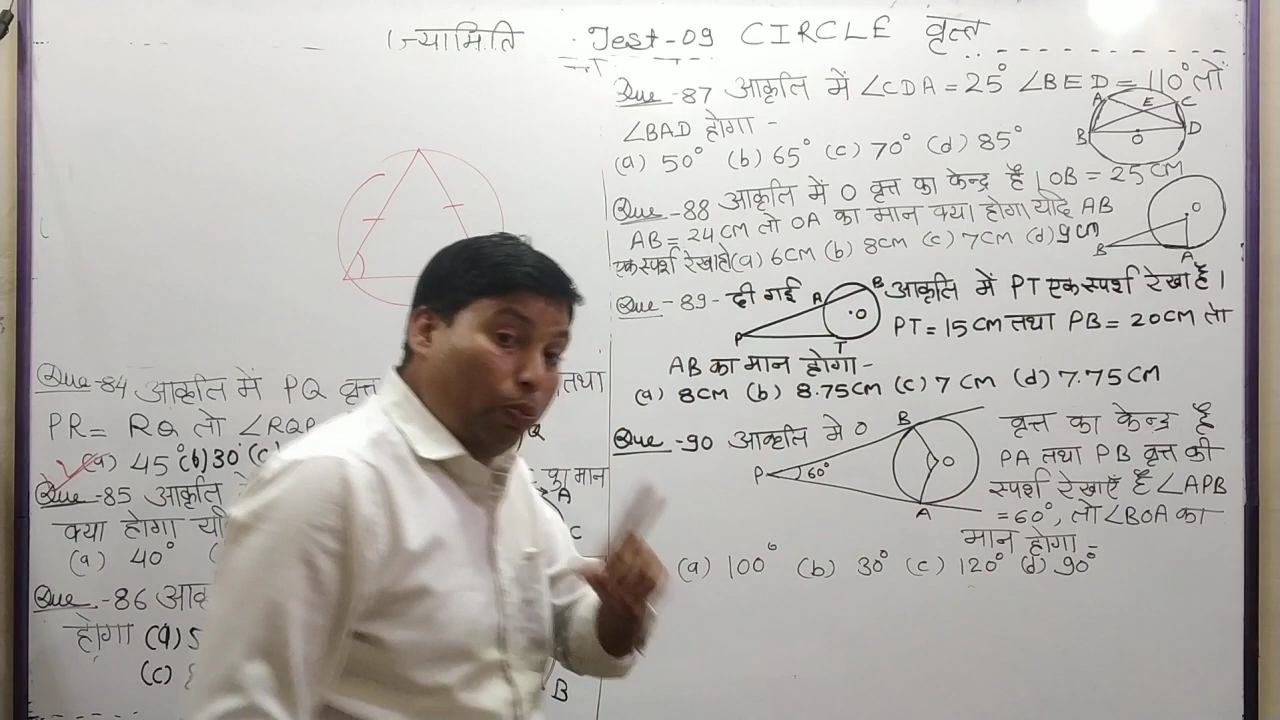 ज्यामिति Test-09 CIRCLE वृत्त
Que-84 आकृति में PQ वृत्त तथा
PR = RQ तो ∠RQP
(a) 45° (b) 30° (c)
Que-85 आकृति का मान
क्या होगा
(a) 40°
Que-86
होगा (a) 5
(c)
Q
A
C
B
Que-87 आकृति में ∠CDA = 25° ∠BED = 110° तों
∠BAD होगा -
(a) 50° (b) 65° (c) 70° (d) 85°
A E C
B O D
Que-88 आकृति में O वृत्त का केन्द्र है। OB = 25 CM
AB = 24 CM तो OA का मान क्या होगा यदि AB
एक स्पर्श रेखा हो (a) 6CM (b) 8CM (c) 7CM (d) 9CM
O
B A
Que-89- दी गई आकृति में PT एक स्पर्श रेखा है।
PT = 15 CM तथा PB = 20CM तो
AB का मान होगा-
(a) 8CM (b) 8.75CM (c) 7 CM (d) 7.75 CM
A B
O
P T
Que-90 आकृति में O वृत्त का केन्द्र है
PA तथा PB वृत्त की
स्पर्श रेखाएँ हैं ∠APB
= 60°, तो ∠BOA का
मान होगा -
(a) 100° (b) 30° (c) 120° (d) 90°
B
P 60° O
A